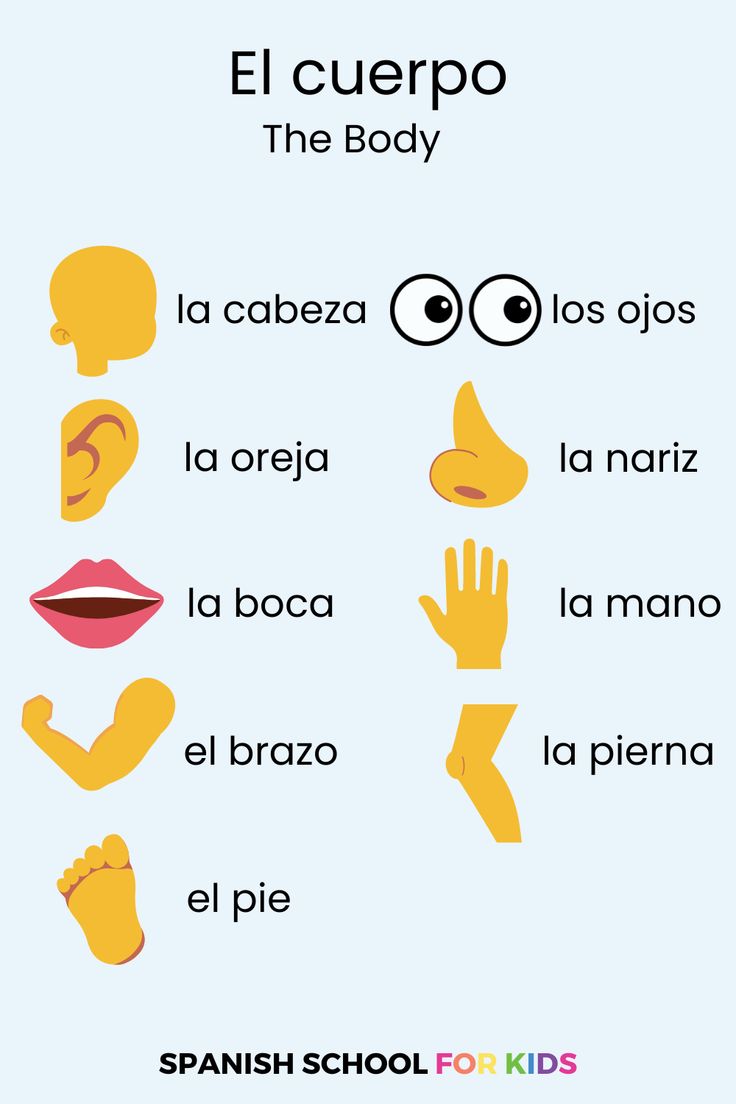 El cuerpo
The Body
la cabeza
los ojos
la oreja
la nariz
la boca
la mano
el brazo
la pierna
el pie
SPANISH SCHOOL FOR KIDS